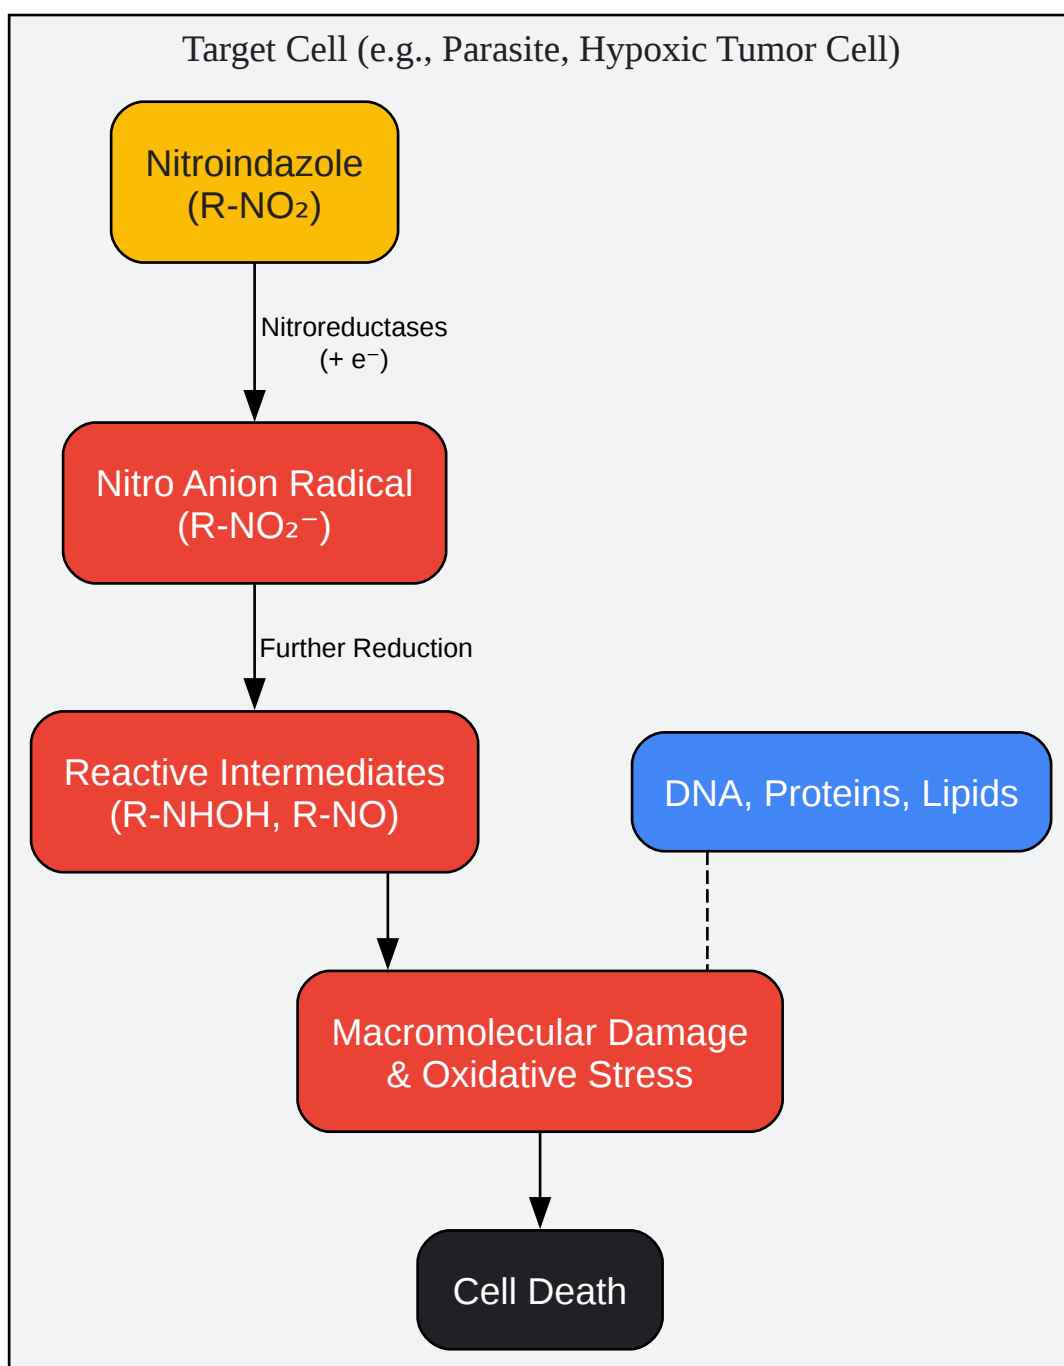 Target Cell (e.g., Parasite, Hypoxic Tumor Cell)
Nitroindazole
(R-NO₂)
Nitroreductases
(+ e⁻)
Nitro Anion Radical
(R-NO₂⁻)
Further Reduction
Reactive Intermediates
(R-NHOH, R-NO)
DNA, Proteins, Lipids
Macromolecular Damage
& Oxidative Stress
Cell Death